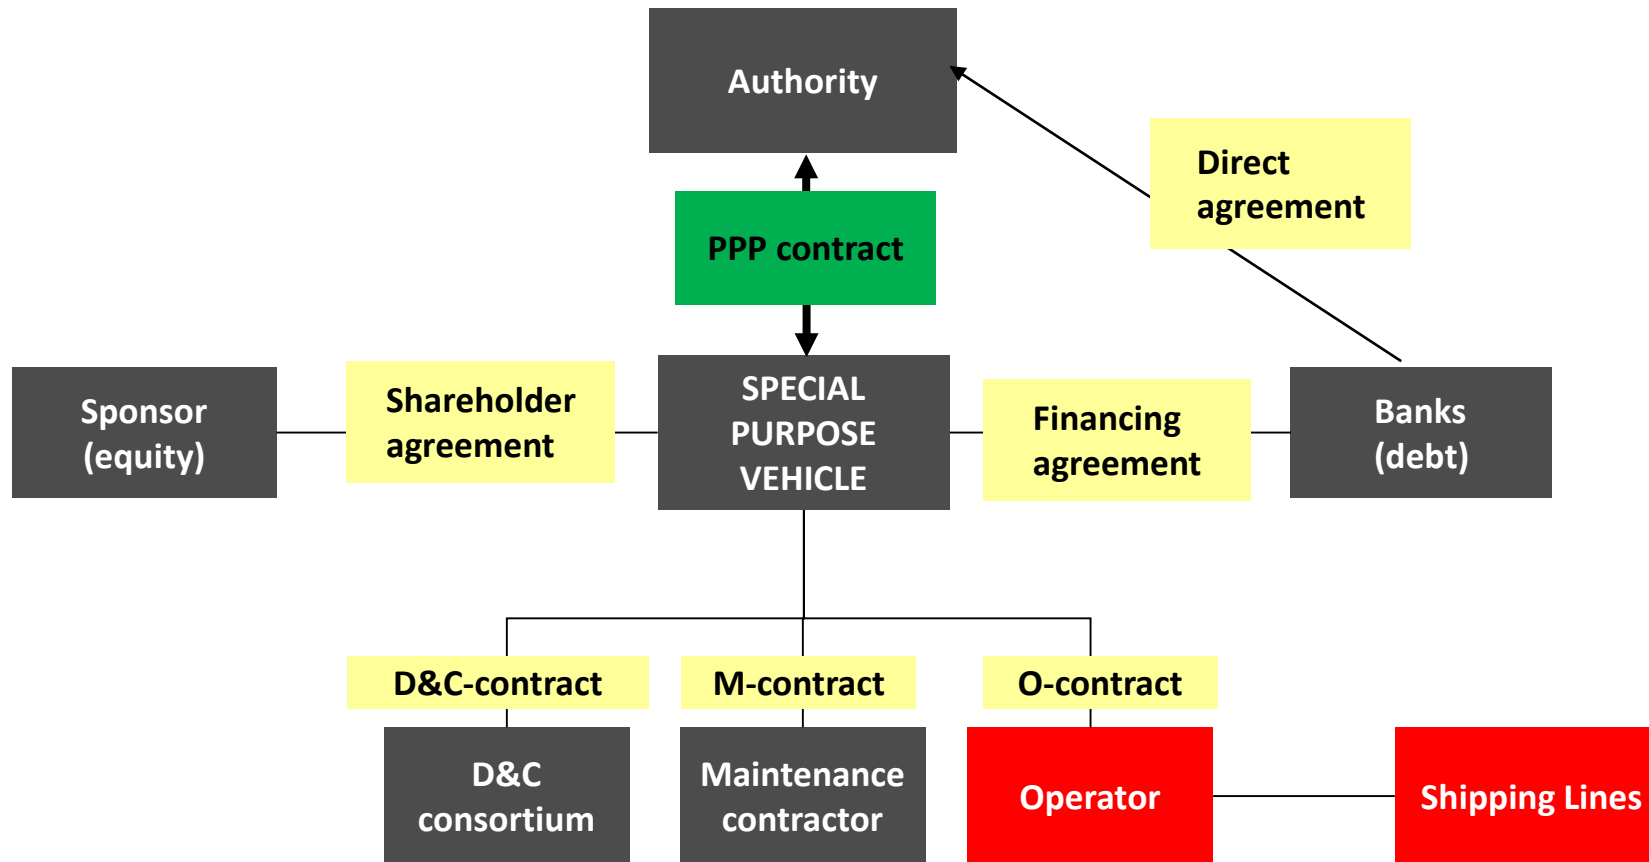 Authority
Direct
agreement
PPP contract
Sponsor
(equity)
Shareholder
agreement
SPECIAL
PURPOSE
VEHICLE
Financing
agreement
Banks
(debt)
D&C-contract
M-contract
O-contract
D&C
consortium
Maintenance
contractor
Operator
Shipping Lines